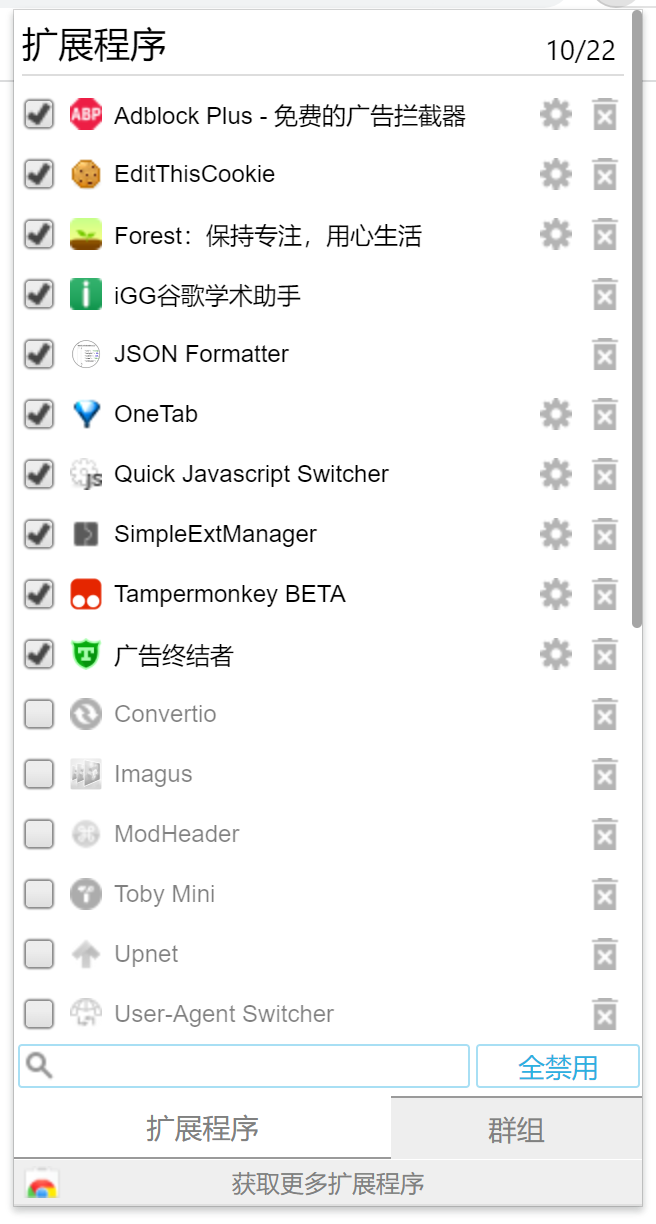 扩展程序 10/22
ABP Adblock Plus - 免费的广告拦截器
EditThisCookie
Forest：保持专注，用心生活
iGG谷歌学术助手
JSON Formatter
OneTab
JS Quick Javascript Switcher
SimpleExtManager
Tampermonkey BETA
T 广告终结者
Convertio
Imagus
ModHeader
Toby Mini
Upnet
User-Agent Switcher
全禁用
扩展程序 群组
获取更多扩展程序